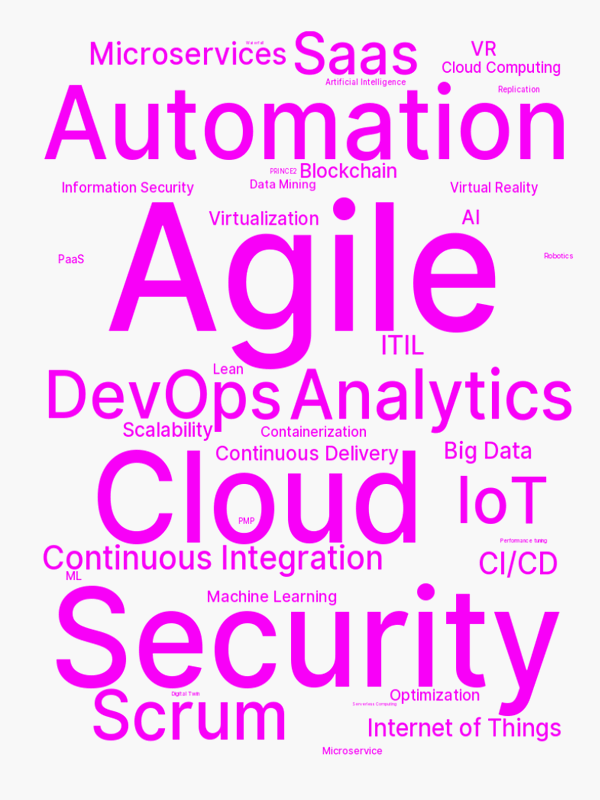 Microservices
Saas
VR
Cloud Computing
Artificial Intelligence
Replication
Automation
PRINCE2
Blockchain
Data Mining
Information Security
Virtual Reality
Virtualization
AI
Agile
PaaS
Robotics
ITIL
Lean
DevOps
Analytics
Scalability
Containerization
Continuous Delivery
Big Data
Cloud
IoT
PMP
Performance tuning
Continuous Integration
CI/CD
ML
Machine Learning
Security
Digital Twin
Optimization
Serverless Computing
Scrum
Internet of Things
Microservice